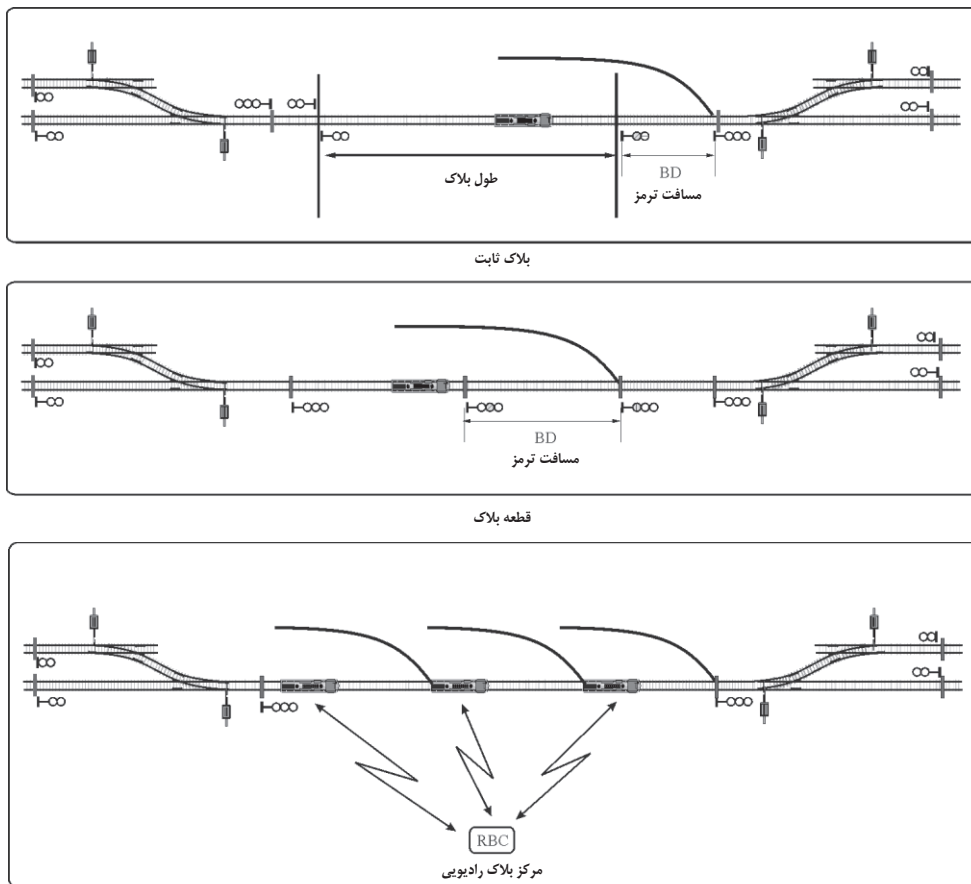 BD
طول بلاک
مسافت ترمز
بلاک ثابت
BD
مسافت ترمز
قطعه بلاک
RBC
مرکز بلاک رادیویی